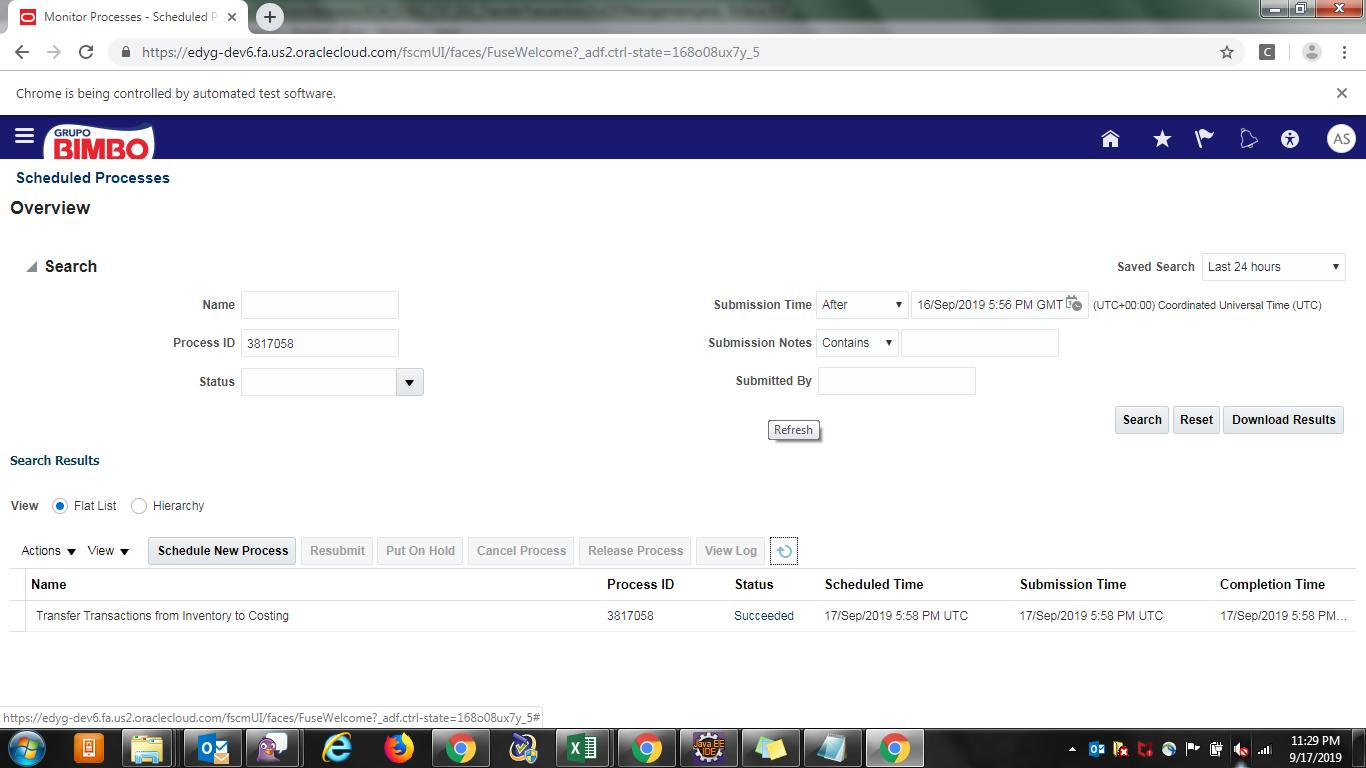 Monitor Processes - Scheduled P
https://edyg-dev6.fa.us2.oraclecloud.com/fscmUI/faces/FuseWelcome?_adf.ctrl-state=168o08ux7y_5
C
Chrome is being controlled by automated test software.
GRUPO
BIMBO
AS
Scheduled Processes
Overview
Search
Saved Search Last 24 hours
Name
Submission Time After 16/Sep/2019 5:56 PM GMT (UTC+00:00) Coordinated Universal Time (UTC)
Process ID 3817058
Submission Notes Contains
Status
Submitted By
Search Reset Download Results
Refresh
Search Results
View Flat List Hierarchy
Actions View Schedule New Process Resubmit Put On Hold Cancel Process Release Process View Log
Name Process ID Status Scheduled Time Submission Time Completion Time
Transfer Transactions from Inventory to Costing 3817058 Succeeded 17/Sep/2019 5:58 PM UTC 17/Sep/2019 5:58 PM UTC 17/Sep/2019 5:58 PM...
https://edyg-dev6.fa.us2.oraclecloud.com/fscmUI/faces/FuseWelcome?_adf.ctrl-state=168o08ux7y_5#
Java EE
IDE
11:29 PM
9/17/2019